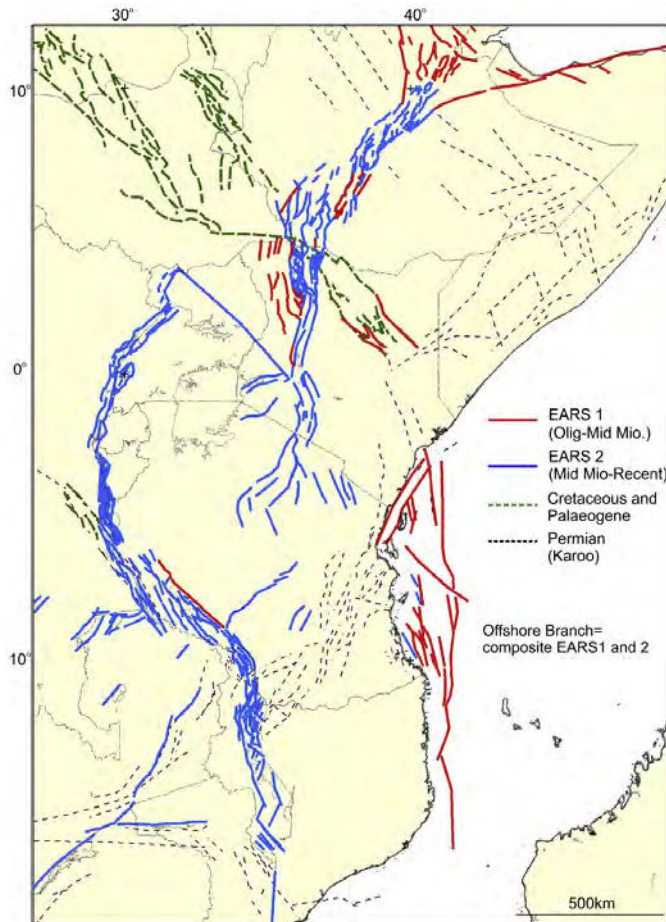 30°
40°
10°
0°
10°
EARS 1
(Olig-Mid Mio.)
EARS 2
(Mid Mio-Recent)
Cretaceous and
Palaeogene
Permian
(Karoo)
Offshore Branch=
composite EARS1 and 2
500km